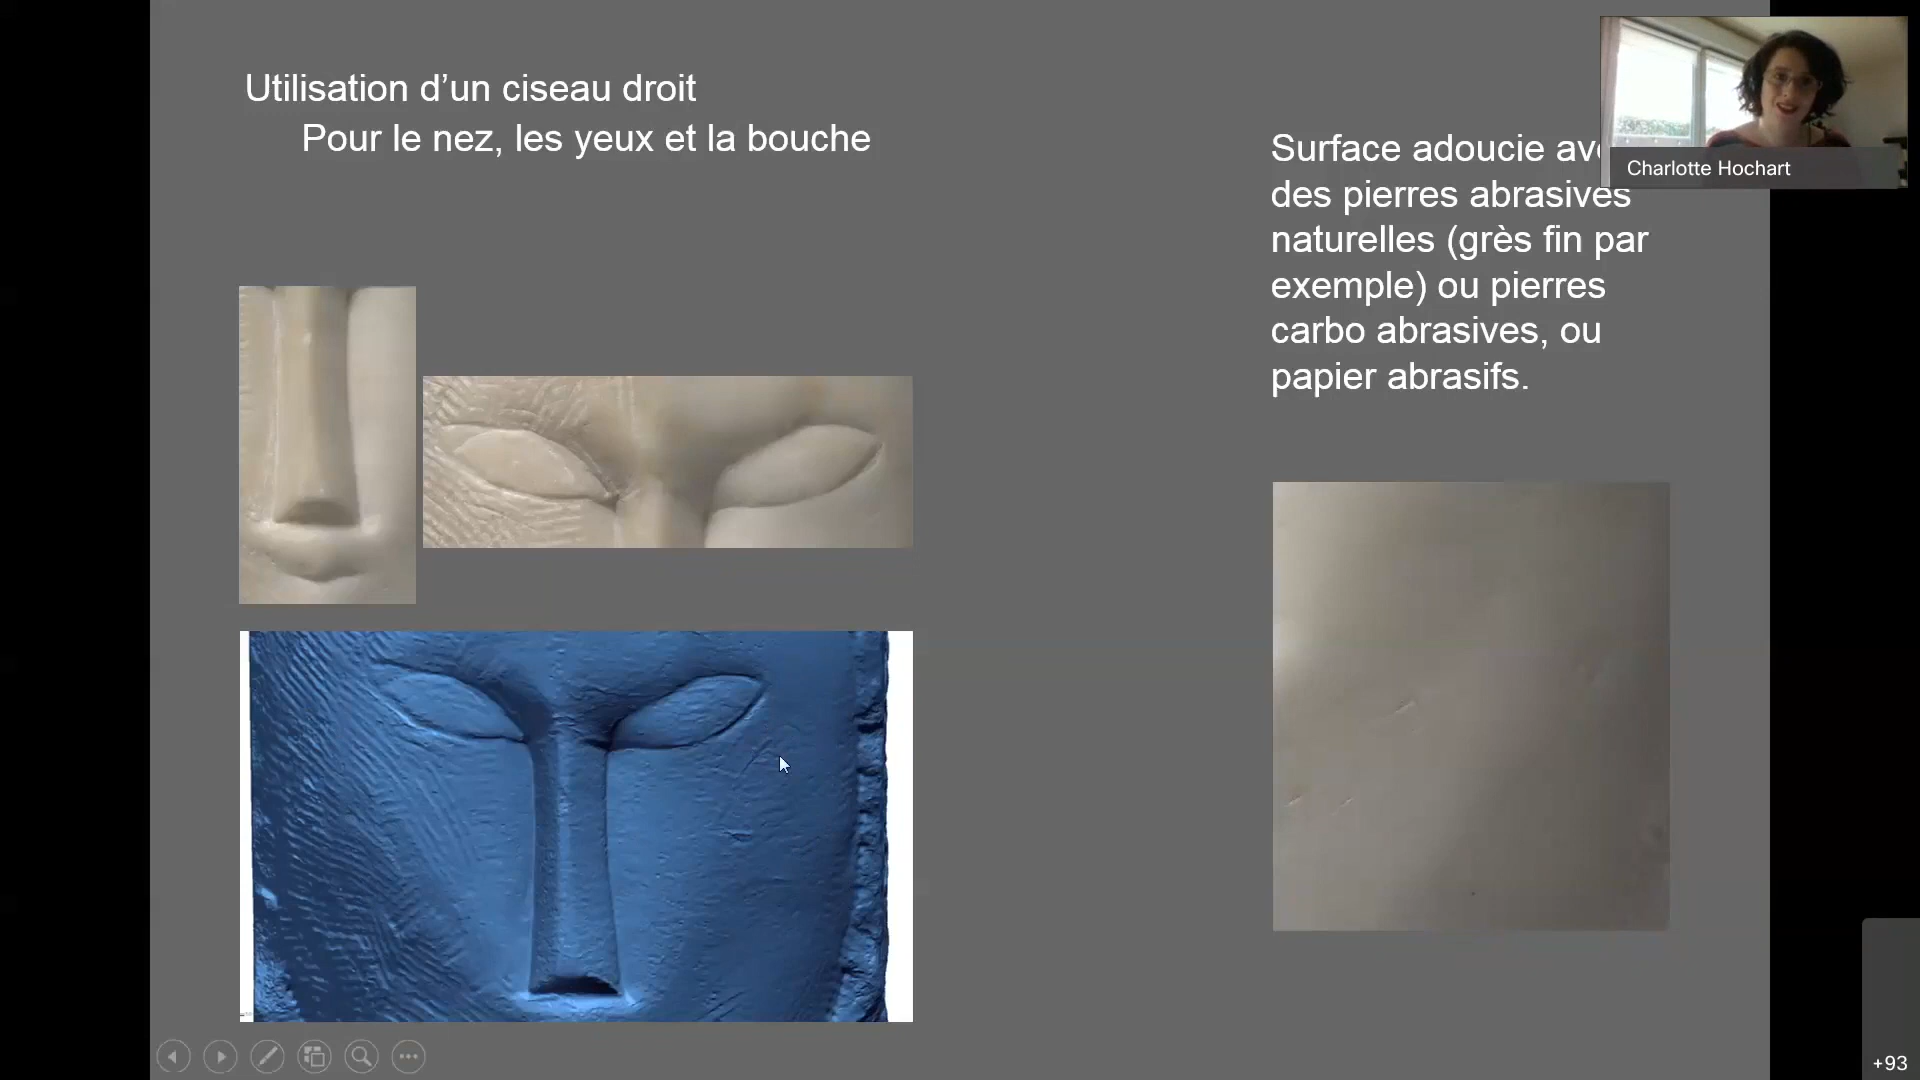 Utilisation d’un ciseau droit
Pour le nez, les yeux et la bouche
Surface adoucie
des pierres abrasives
naturelles (grès fin par
exemple) ou pierres
carbo abrasives, ou
papier abrasifs.
Charlotte Hochart
+93